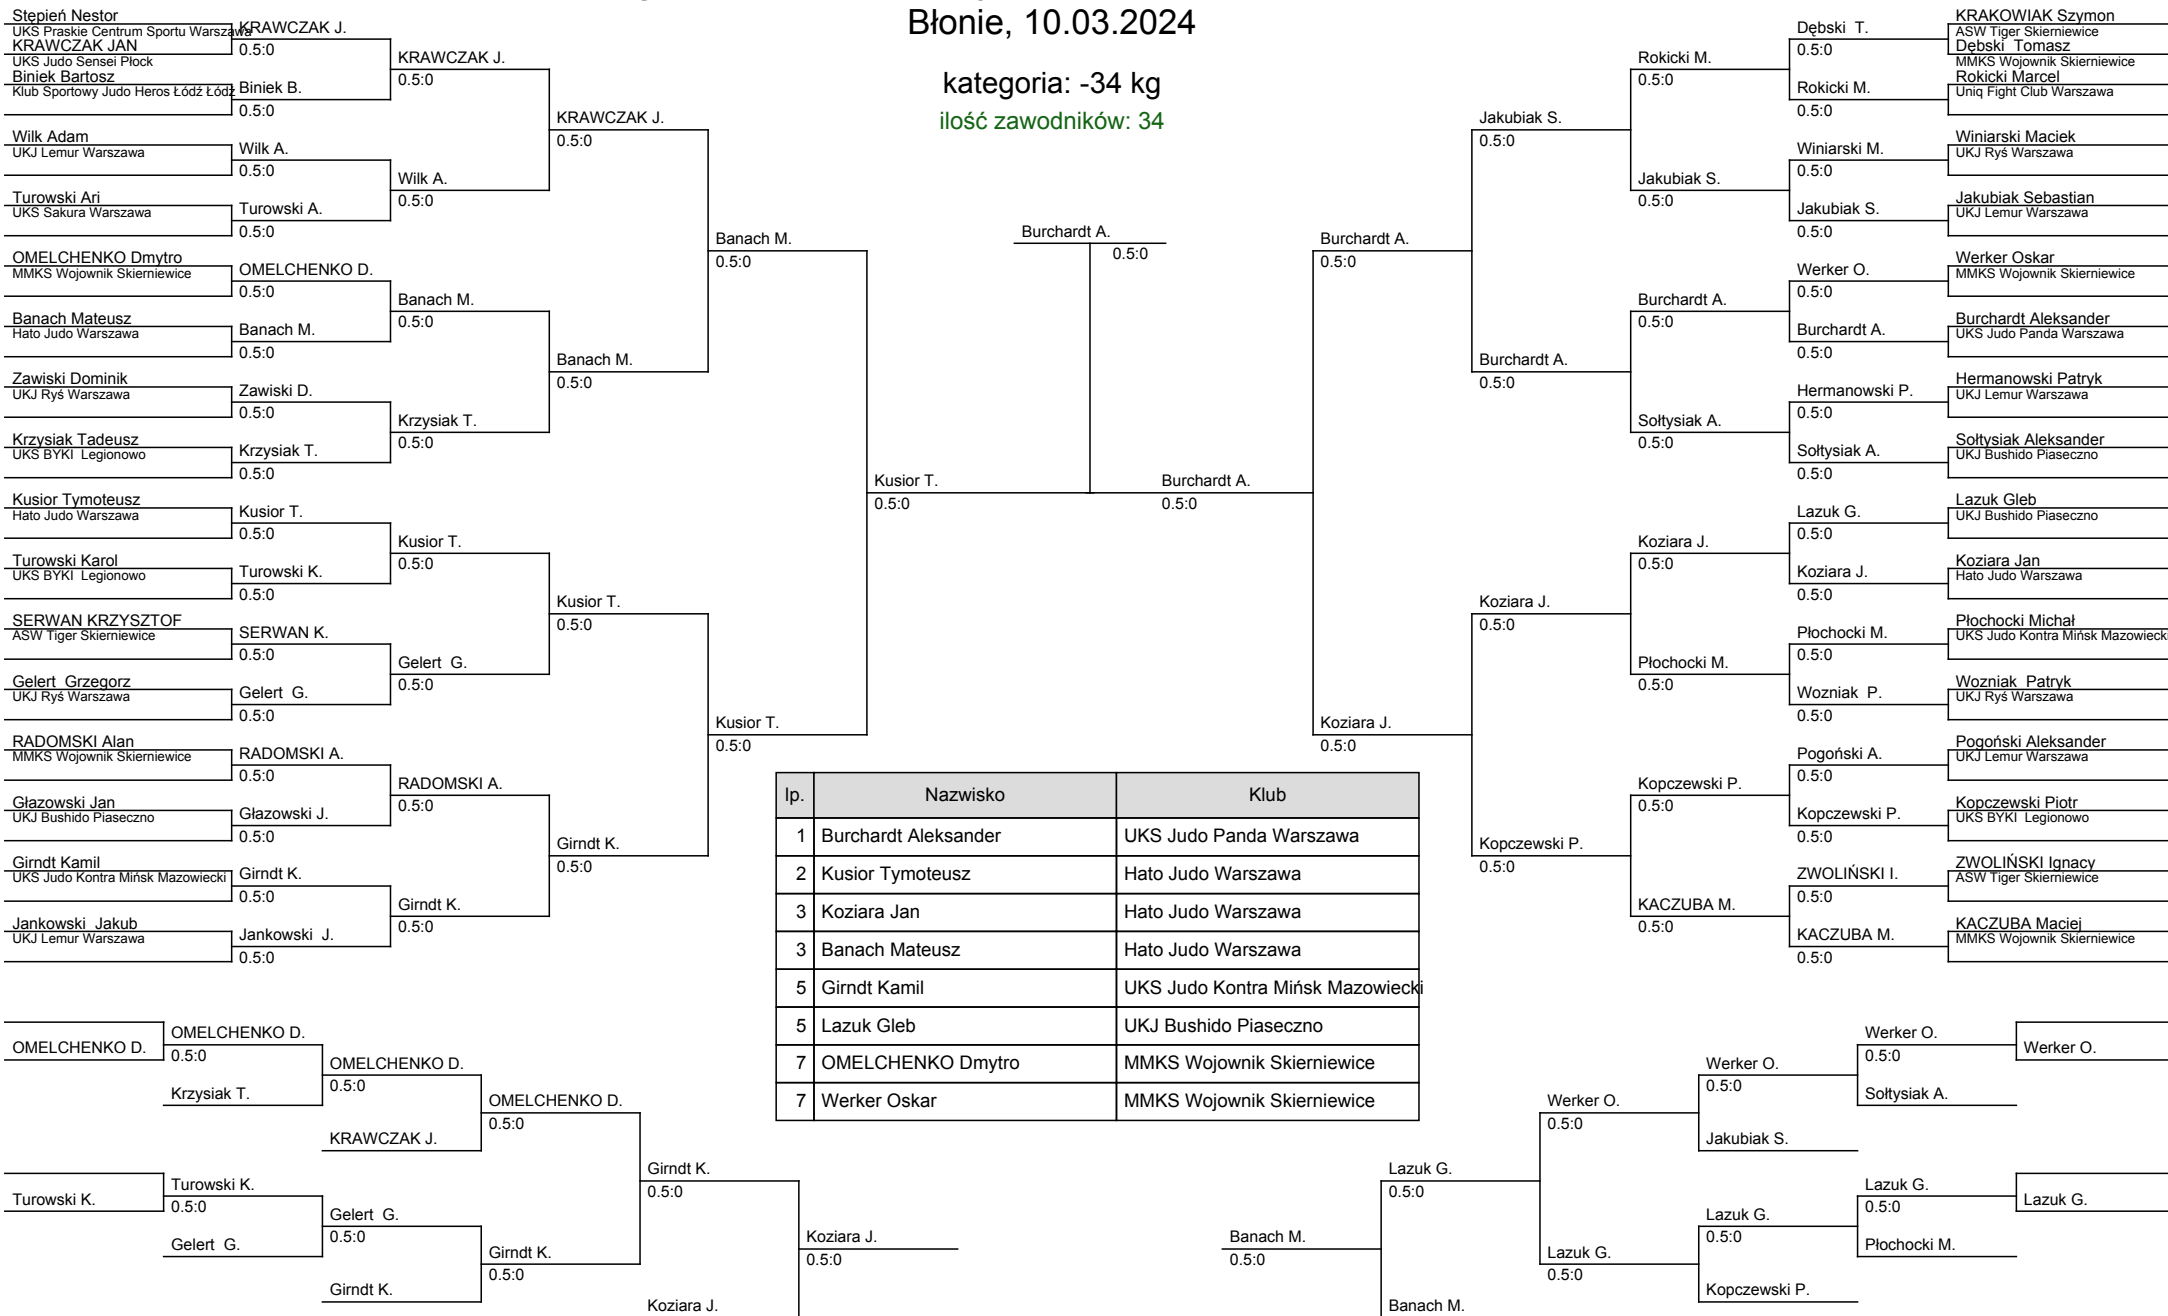 Błonie, 10.03.2024
kategoria: -34 kg
ilość zawodników: 34
Stępień Nestor
UKS Praskie Centrum Sportu Warszawa
KRAWCZAK JAN
UKS Judo Sensei Płock
Biniek Bartosz
Klub Sportowy Judo Heros Łódź Łódź
Wilk Adam
UKJ Lemur Warszawa
Turowski Ari
UKS Sakura Warszawa
OMELCHENKO Dmytro
MMKS Wojownik Skierniewice
Banach Mateusz
Hato Judo Warszawa
Zawiski Dominik
UKJ Ryś Warszawa
Krzysiak Tadeusz
UKS BYKI Legionowo
Kusior Tymoteusz
Hato Judo Warszawa
Turowski Karol
UKS BYKI Legionowo
SERWAN KRZYSZTOF
ASW Tiger Skierniewice
Gelert Grzegorz
UKJ Ryś Warszawa
RADOMSKI Alan
MMKS Wojownik Skierniewice
Głazowski Jan
UKJ Bushido Piaseczno
Girndt Kamil
UKS Judo Kontra Mińsk Mazowiecki
Jankowski Jakub
UKJ Lemur Warszawa
KRAWCZAK J.
0.5:0
Biniek B.
0.5:0
Wilk A.
0.5:0
Turowski A.
0.5:0
OMELCHENKO D.
0.5:0
Banach M.
0.5:0
Zawiski D.
0.5:0
Krzysiak T.
0.5:0
Kusior T.
0.5:0
Turowski K.
0.5:0
SERWAN K.
0.5:0
Gelert G.
0.5:0
RADOMSKI A.
0.5:0
Głazowski J.
0.5:0
Girndt K.
0.5:0
Jankowski J.
0.5:0
KRAWCZAK J.
0.5:0
Wilk A.
0.5:0
Banach M.
0.5:0
Krzysiak T.
0.5:0
Kusior T.
0.5:0
Gelert G.
0.5:0
RADOMSKI A.
0.5:0
Girndt K.
0.5:0
KRAWCZAK J.
0.5:0
Banach M.
0.5:0
Kusior T.
0.5:0
Girndt K.
0.5:0
Banach M.
0.5:0
Kusior T.
0.5:0
Kusior T.
0.5:0
Burchardt A.
0.5:0
Burchardt A.
0.5:0
Burchardt A.
0.5:0
Koziara J.
0.5:0
Jakubiak S.
0.5:0
Burchardt A.
0.5:0
Koziara J.
0.5:0
Kopczewski P.
0.5:0
Rokicki M.
0.5:0
Jakubiak S.
0.5:0
Burchardt A.
0.5:0
Sołtysiak A.
0.5:0
Koziara J.
0.5:0
Płochocki M.
0.5:0
Kopczewski P.
0.5:0
KACZUBA M.
0.5:0
Dębski T.
0.5:0
Rokicki M.
0.5:0
Winiarski M.
0.5:0
Jakubiak S.
0.5:0
Werker O.
0.5:0
Burchardt A.
0.5:0
Hermanowski P.
0.5:0
Sołtysiak A.
0.5:0
Lazuk G.
0.5:0
Koziara J.
0.5:0
Płochocki M.
0.5:0
Wozniak P.
0.5:0
Pogoński A.
0.5:0
Kopczewski P.
0.5:0
ZWOLIŃSKI I.
0.5:0
KACZUBA M.
0.5:0
KRAKOWIAK Szymon
ASW Tiger Skierniewice
Dębski Tomasz
MMKS Wojownik Skierniewice
Rokicki Marcel
Uniq Fight Club Warszawa
Winiarski Maciek
UKJ Ryś Warszawa
Jakubiak Sebastian
UKJ Lemur Warszawa
Werker Oskar
MMKS Wojownik Skierniewice
Burchardt Aleksander
UKS Judo Panda Warszawa
Hermanowski Patryk
UKJ Lemur Warszawa
Sołtysiak Aleksander
UKJ Bushido Piaseczno
Lazuk Gleb
UKJ Bushido Piaseczno
Koziara Jan
Hato Judo Warszawa
Płochocki Michał
UKS Judo Kontra Mińsk Mazowiecki
Wozniak Patryk
UKJ Ryś Warszawa
Pogoński Aleksander
UKJ Lemur Warszawa
Kopczewski Piotr
UKS BYKI Legionowo
ZWOLIŃSKI Ignacy
ASW Tiger Skierniewice
KACZUBA Maciej
MMKS Wojownik Skierniewice
lp. Nazwisko Klub
1 Burchardt Aleksander UKS Judo Panda Warszawa
2 Kusior Tymoteusz Hato Judo Warszawa
3 Koziara Jan Hato Judo Warszawa
3 Banach Mateusz Hato Judo Warszawa
5 Girndt Kamil UKS Judo Kontra Mińsk Mazowiecki
5 Lazuk Gleb UKJ Bushido Piaseczno
7 OMELCHENKO Dmytro MMKS Wojownik Skierniewice
7 Werker Oskar MMKS Wojownik Skierniewice
OMELCHENKO D.
Turowski K.
OMELCHENKO D.
0.5:0
Krzysiak T.
Turowski K.
0.5:0
Gelert G.
OMELCHENKO D.
0.5:0
KRAWCZAK J.
Gelert G.
0.5:0
Girndt K.
OMELCHENKO D.
0.5:0
Girndt K.
0.5:0
Girndt K.
0.5:0
Koziara J.
Koziara J.
0.5:0
Banach M.
0.5:0
Lazuk G.
0.5:0
Banach M.
Werker O.
0.5:0
Lazuk G.
0.5:0
Werker O.
0.5:0
Jakubiak S.
Lazuk G.
0.5:0
Kopczewski P.
Werker O.
0.5:0
Sołtysiak A.
Lazuk G.
0.5:0
Płochocki M.
Werker O.
Lazuk G.